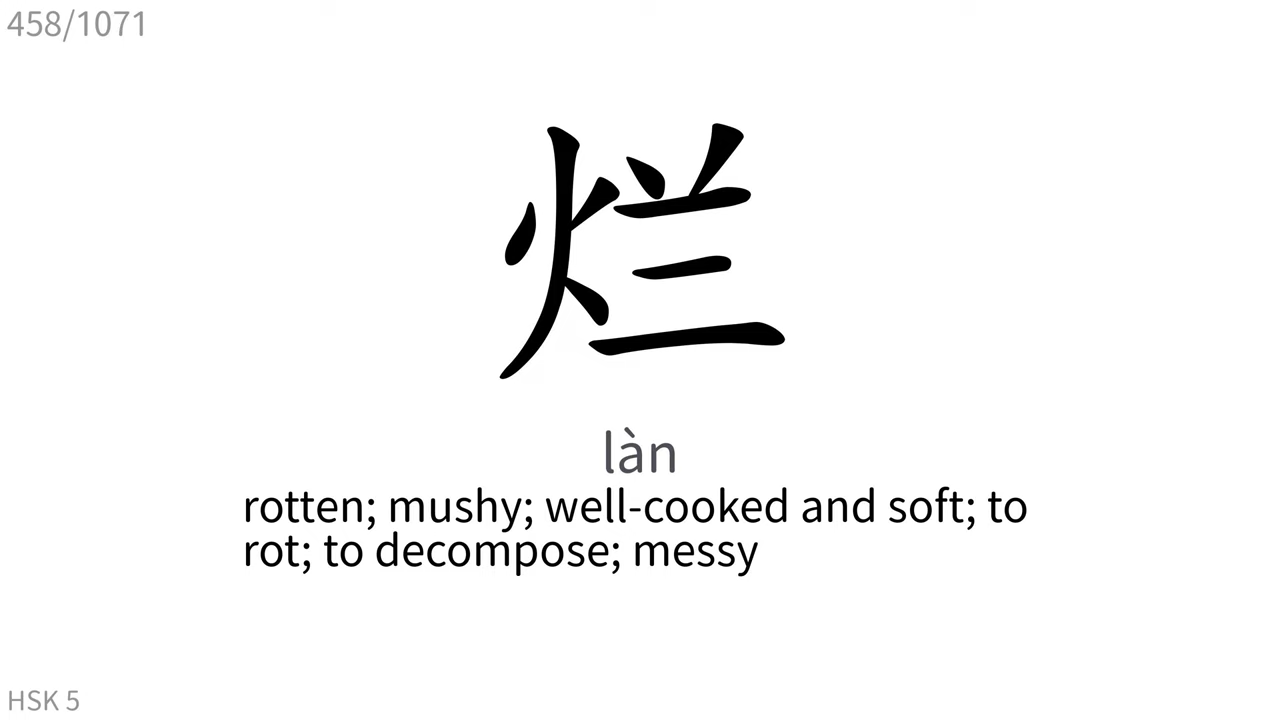 458/1071
烂
làn
rotten; mushy; well-cooked and soft; to
rot; to decompose; messy
HSK 5